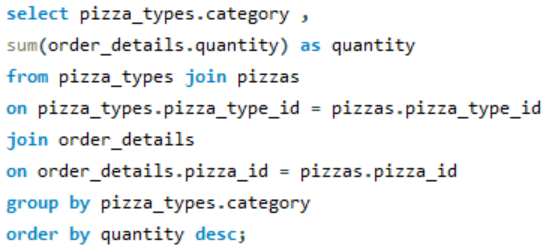 select pizza_types.category ,
sum(order_details.quantity) as quantity
from pizza_types join pizzas
on pizza_types.pizza_type_id = pizzas.pizza_type_id
join order_details
on order_details.pizza_id = pizzas.pizza_id
group by pizza_types.category
order by quantity desc;